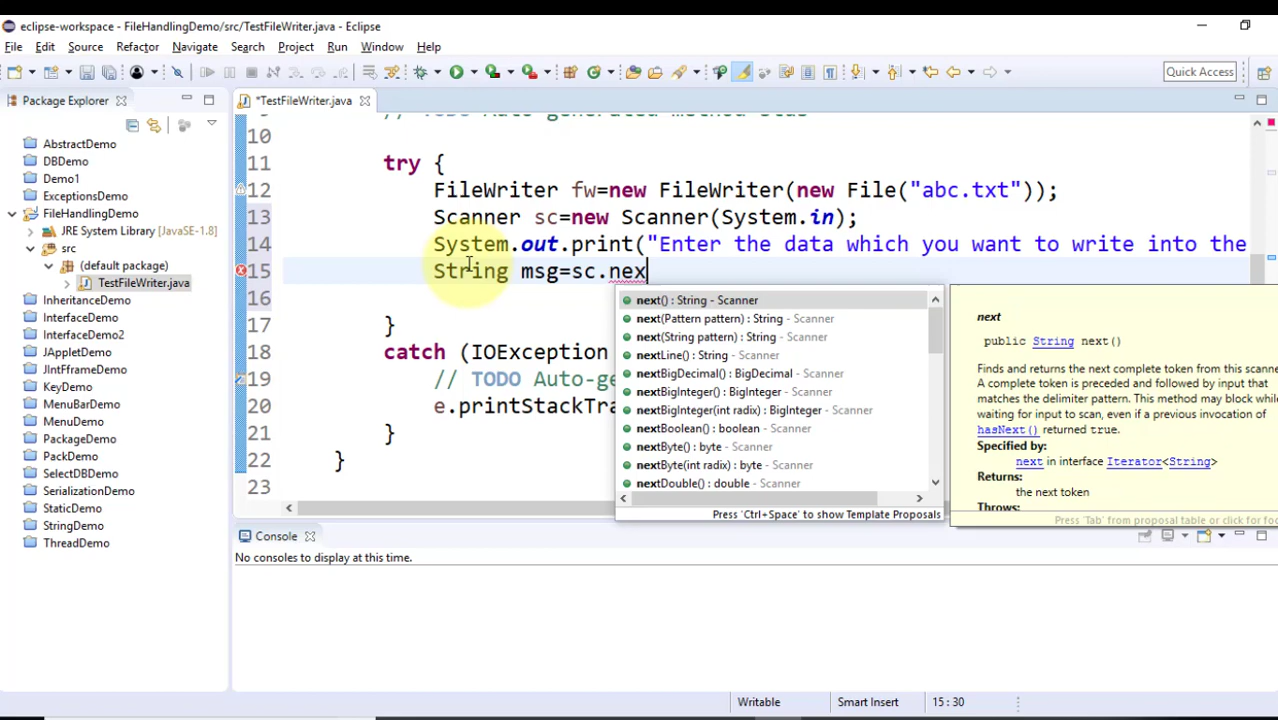 eclipse-workspace - FileHandlingDemo/src/TestFileWriter.java - Eclipse
File Edit Source Refactor Navigate Search Project Run Window Help
Quick Access
Package Explorer
*TestFileWriter.java
AbstractDemo
DBDemo
Demo1
ExceptionsDemo
FileHandlingDemo
JRE System Library [JavaSE-1.8]
src
(default package)
TestFileWriter.java
InheritanceDemo
InterfaceDemo
InterfaceDemo2
JAppletDemo
JIntFframeDemo
KeyDemo
MenuBarDemo
MenuDemo
PackageDemo
PackDemo
SelectDBDemo
SerializationDemo
StaticDemo
StringDemo
ThreadDemo
10
11 try {
12 FileWriter fw=new FileWriter(new File("abc.txt"));
13 Scanner sc=new Scanner(System.in);
14 System.out.print("Enter the data which you want to write into the
15 String msg=sc.nex
16
17 }
18 catch (IOException
19 // TODO Auto-ge
20 e.printStackTra
21 }
22 }
23
next() : String - Scanner
next(Pattern pattern) : String - Scanner
next(String pattern) : String - Scanner
nextLine() : String - Scanner
nextBigDecimal() : BigDecimal - Scanner
nextBigInteger() : BigInteger - Scanner
nextBigInteger(int radix) : BigInteger - Scanner
nextBoolean() : boolean - Scanner
nextByte() : byte - Scanner
nextByte(int radix) : byte - Scanner
nextDouble() : double - Scanner
Press 'Ctrl+Space' to show Template Proposals
next
public String next()
Finds and returns the next complete token from this scanne
A complete token is preceded and followed by input that
matches the delimiter pattern. This method may block while
waiting for input to scan, even if a previous invocation of
hasNext() returned true.
Specified by:
next in interface Iterator<String>
Returns:
the next token
Throws:
Press 'Tab' from proposal table or click for foc
Console
No consoles to display at this time.
Writable Smart Insert 15 : 30